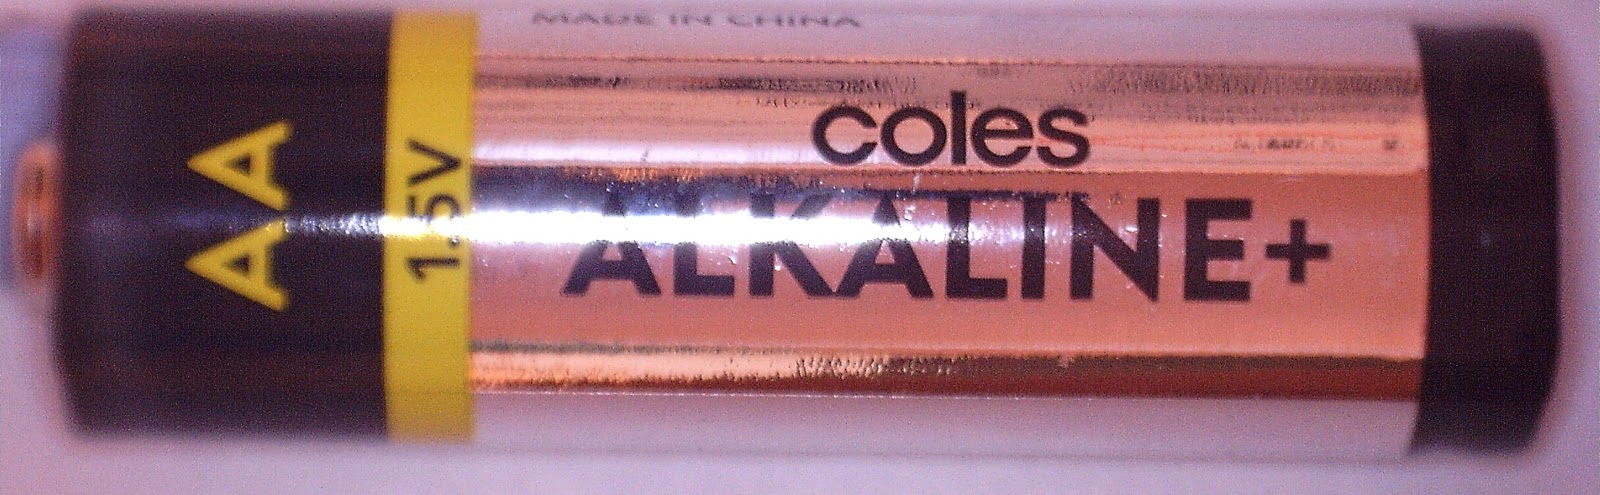 MADE IN CHINA
coles
ALKALINE+
AA
1.5V